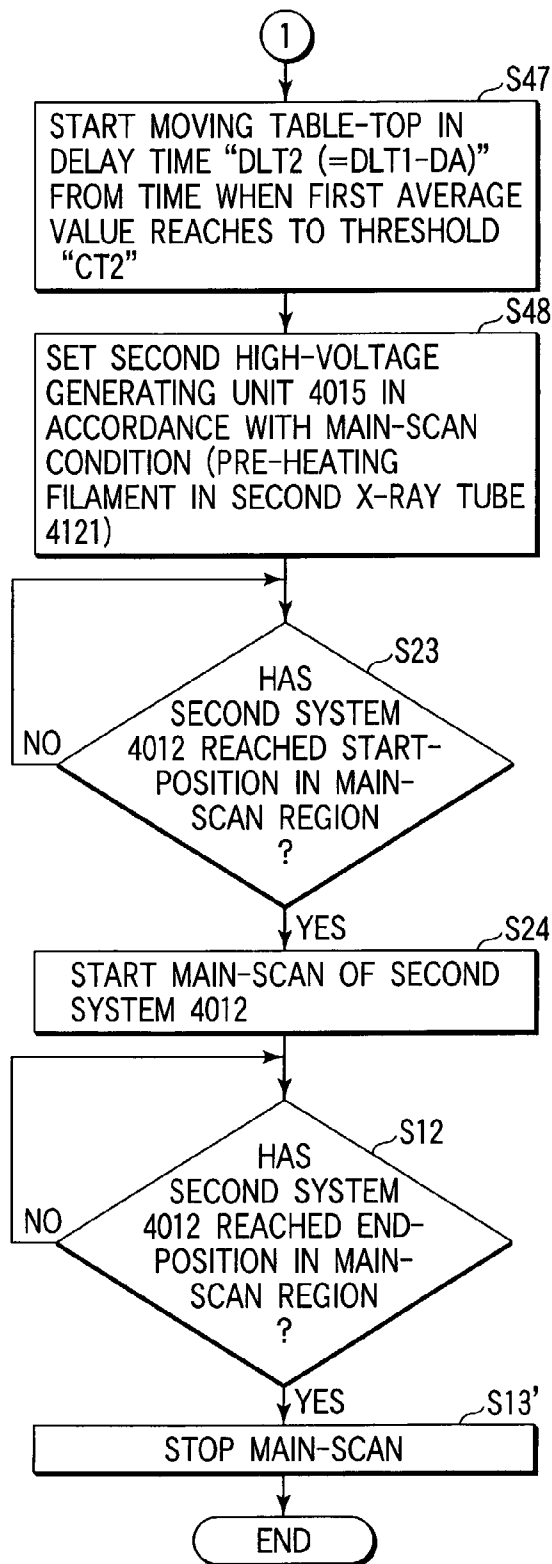 1
S47
START MOVING TABLE-TOP IN
DELAY TIME “DLT2 (=DLT1-DA)”
FROM TIME WHEN FIRST AVERAGE
VALUE REACHES TO THRESHOLD
“CT2”
S48
SET SECOND HIGH-VOLTAGE
GENERATING UNIT 4015 IN
ACCORDANCE WITH MAIN-SCAN
CONDITION (PRE-HEATING
FILAMENT IN SECOND X-RAY TUBE
4121)
S23
HAS
SECOND SYSTEM
4012 REACHED START-
POSITION IN MAIN-
SCAN REGION
?
NO
YES
S24
START MAIN-SCAN OF SECOND
SYSTEM 4012
S12
HAS
SECOND SYSTEM
4012 REACHED END-
POSITION IN MAIN-
SCAN REGION
?
NO
YES
S13'
STOP MAIN-SCAN
END